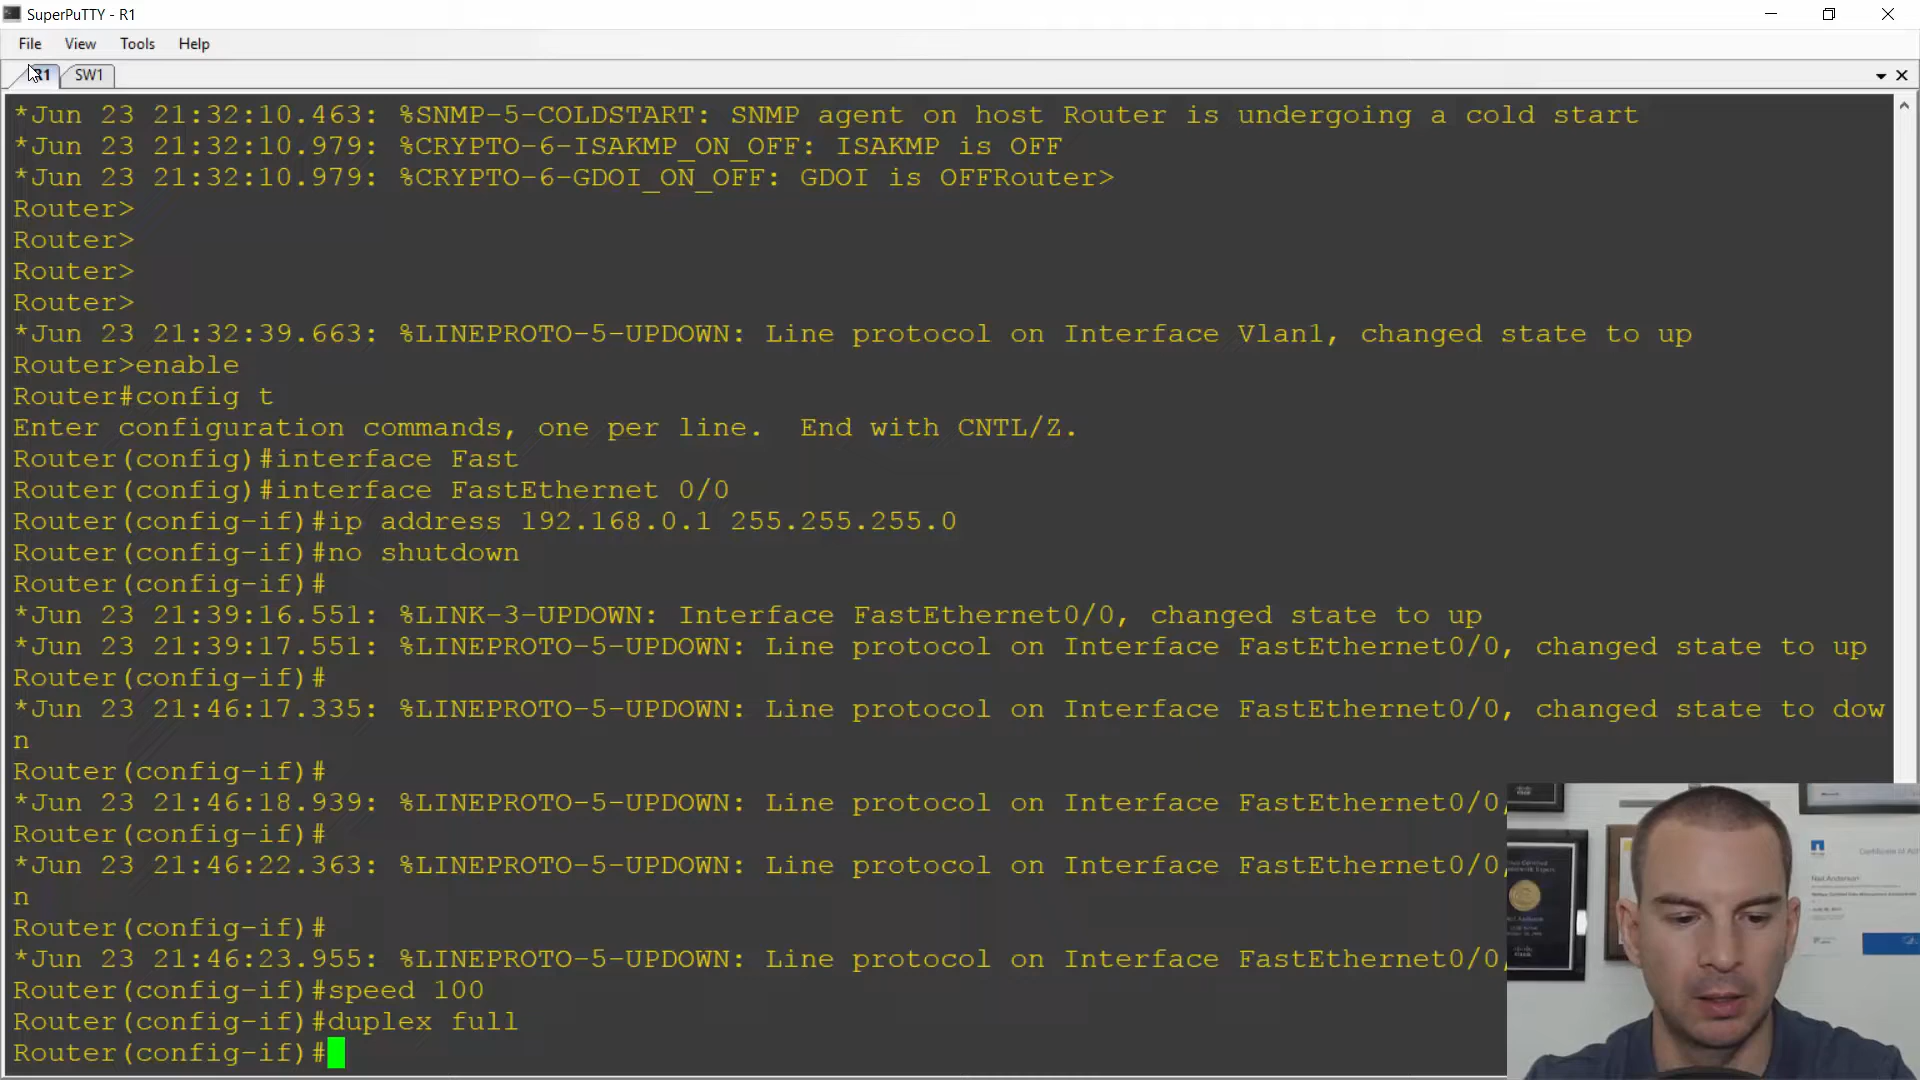 SuperPuTTY - R1
File View Tools Help
R1 SW1
*Jun 23 21:32:10.463: %SNMP-5-COLDSTART: SNMP agent on host Router is undergoing a cold start
*Jun 23 21:32:10.979: %CRYPTO-6-ISAKMP_ON_OFF: ISAKMP is OFF
*Jun 23 21:32:10.979: %CRYPTO-6-GDOI_ON_OFF: GDOI is OFFRouter>
Router>
Router>
Router>
Router>
*Jun 23 21:32:39.663: %LINEPROTO-5-UPDOWN: Line protocol on Interface Vlan1, changed state to up
Router>enable
Router#config t
Enter configuration commands, one per line.  End with CNTL/Z.
Router(config)#interface Fast
Router(config)#interface FastEthernet 0/0
Router(config-if)#ip address 192.168.0.1 255.255.255.0
Router(config-if)#no shutdown
Router(config-if)#
*Jun 23 21:39:16.551: %LINK-3-UPDOWN: Interface FastEthernet0/0, changed state to up
*Jun 23 21:39:17.551: %LINEPROTO-5-UPDOWN: Line protocol on Interface FastEthernet0/0, changed state to up
Router(config-if)#
*Jun 23 21:46:17.335: %LINEPROTO-5-UPDOWN: Line protocol on Interface FastEthernet0/0, changed state to dow
n
Router(config-if)#
*Jun 23 21:46:18.939: %LINEPROTO-5-UPDOWN: Line protocol on Interface FastEthernet0/0,
Router(config-if)#
*Jun 23 21:46:22.363: %LINEPROTO-5-UPDOWN: Line protocol on Interface FastEthernet0/0,
n
Router(config-if)#
*Jun 23 21:46:23.955: %LINEPROTO-5-UPDOWN: Line protocol on Interface FastEthernet0/0,
Router(config-if)#speed 100
Router(config-if)#duplex full
Router(config-if)#
Neil Anderson